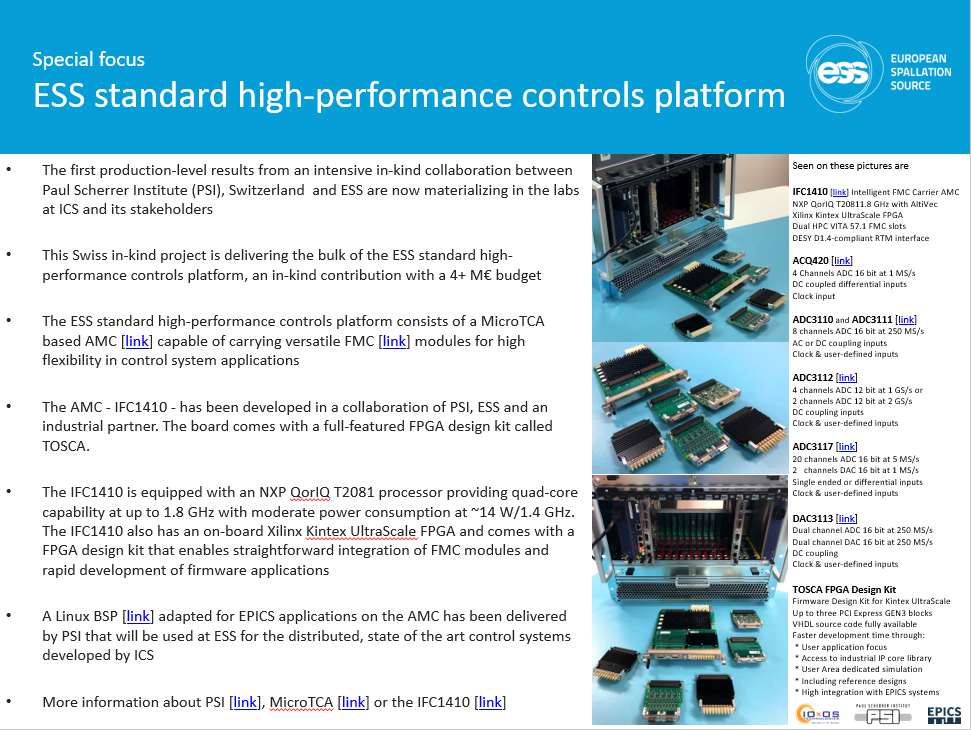 Special focus
ESS standard high-performance controls platform
ess
EUROPEAN
SPALLATION
SOURCE
• The first production-level results from an intensive in-kind collaboration between
Paul Scherrer Institute (PSI), Switzerland and ESS are now materializing in the labs
at ICS and its stakeholders
• This Swiss in-kind project is delivering the bulk of the ESS standard high-
performance controls platform, an in-kind contribution with a 4+ M€ budget
• The ESS standard high-performance controls platform consists of a MicroTCA
based AMC [link] capable of carrying versatile FMC [link] modules for high
flexibility in control system applications
• The AMC - IFC1410 - has been developed in a collaboration of PSI, ESS and an
industrial partner. The board comes with a full-featured FPGA design kit called
TOSCA.
• The IFC1410 is equipped with an NXP QorIQ T2081 processor providing quad-core
capability at up to 1.8 GHz with moderate power consumption at ~14 W/1.4 GHz.
The IFC1410 also has an on-board Xilinx Kintex UltraScale FPGA and comes with a
FPGA design kit that enables straightforward integration of FMC modules and
rapid development of firmware applications
• A Linux BSP [link] adapted for EPICS applications on the AMC has been delivered
by PSI that will be used at ESS for the distributed, state of the art control systems
developed by ICS
• More information about PSI [link], MicroTCA [link] or the IFC1410 [link]
Seen on these pictures are
IFC1410 [link] Intelligent FMC Carrier AMC
NXP QorIQ T20811.8 GHz with AltiVec
Xilinx Kintex UltraScale FPGA
Dual HPC VITA 57.1 FMC slots
DESY D1.4-compliant RTM interface
ACQ420 [link]
4 Channels ADC 16 bit at 1 MS/s
DC coupled differential inputs
Clock input
ADC3110 and ADC3111 [link]
8 channels ADC 16 bit at 250 MS/s
AC or DC coupling inputs
Clock & user-defined inputs
ADC3112 [link]
4 channels ADC 12 bit at 1 GS/s or
2 channels ADC 12 bit at 2 GS/s
DC coupling inputs
Clock & user-defined inputs
ADC3117 [link]
20 channels ADC 16 bit at 5 MS/s
2 channels DAC 16 bit at 1 MS/s
Single ended or differential inputs
Clock & user-defined inputs
DAC3113 [link]
Dual channel ADC 16 bit at 250 MS/s
Dual channel DAC 16 bit at 250 MS/s
DC coupling
Clock & user-defined inputs
TOSCA FPGA Design Kit
Firmware Design Kit for Kintex UltraScale
Up to three PCI Express GEN3 blocks
VHDL source code fully available
Faster development time through:
* User application focus
* Access to industrial IP core library
* User Area dedicated simulation
* Including reference designs
* High integration with EPICS systems
IOXOS
TECHNOLOGIES
PAUL SCHERRER INSTITUT
PSI
EPICS